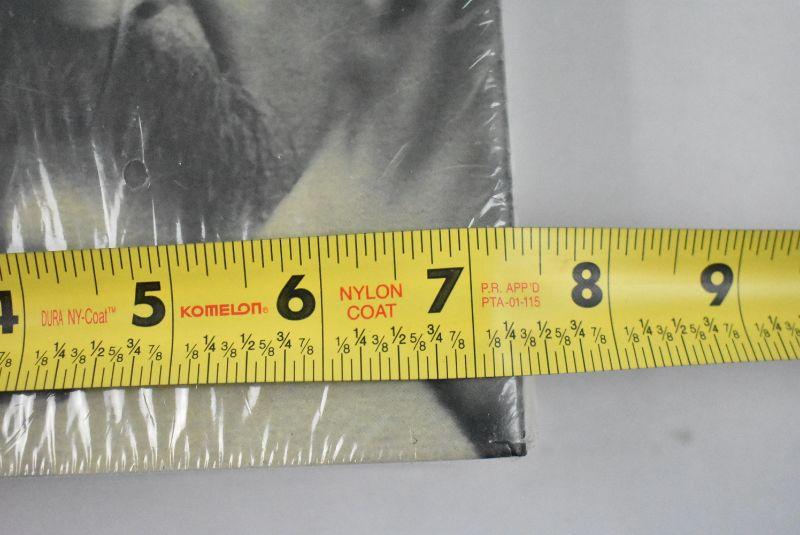 4 DURA NY-Coat™ 5 KOMELON® 6 NYLON COAT 7 P.R. APP'D PTA-01-115 8 9
1/8 1/4 3/8 1/2 5/8 3/4 7/8 1/8 1/4 3/8 1/2 5/8 3/4 7/8 1/8 1/4 3/8 1/2 5/8 3/4 7/8 1/8 1/4 3/8 1/2 5/8 3/4 7/8 1/8 1/4 3/8 1/2 5/8 3/4 7/8 1/8 1/4